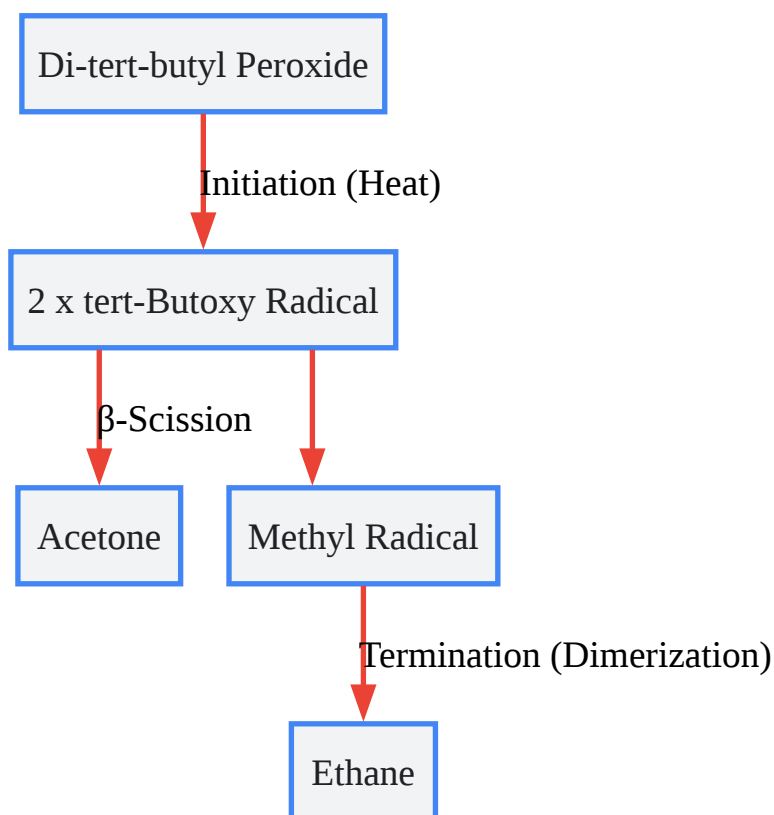 Di-tert-butyl Peroxide
Initiation (Heat)
2 x tert-Butoxy Radical
β-Scission
Acetone
Methyl Radical
Termination (Dimerization)
Ethane